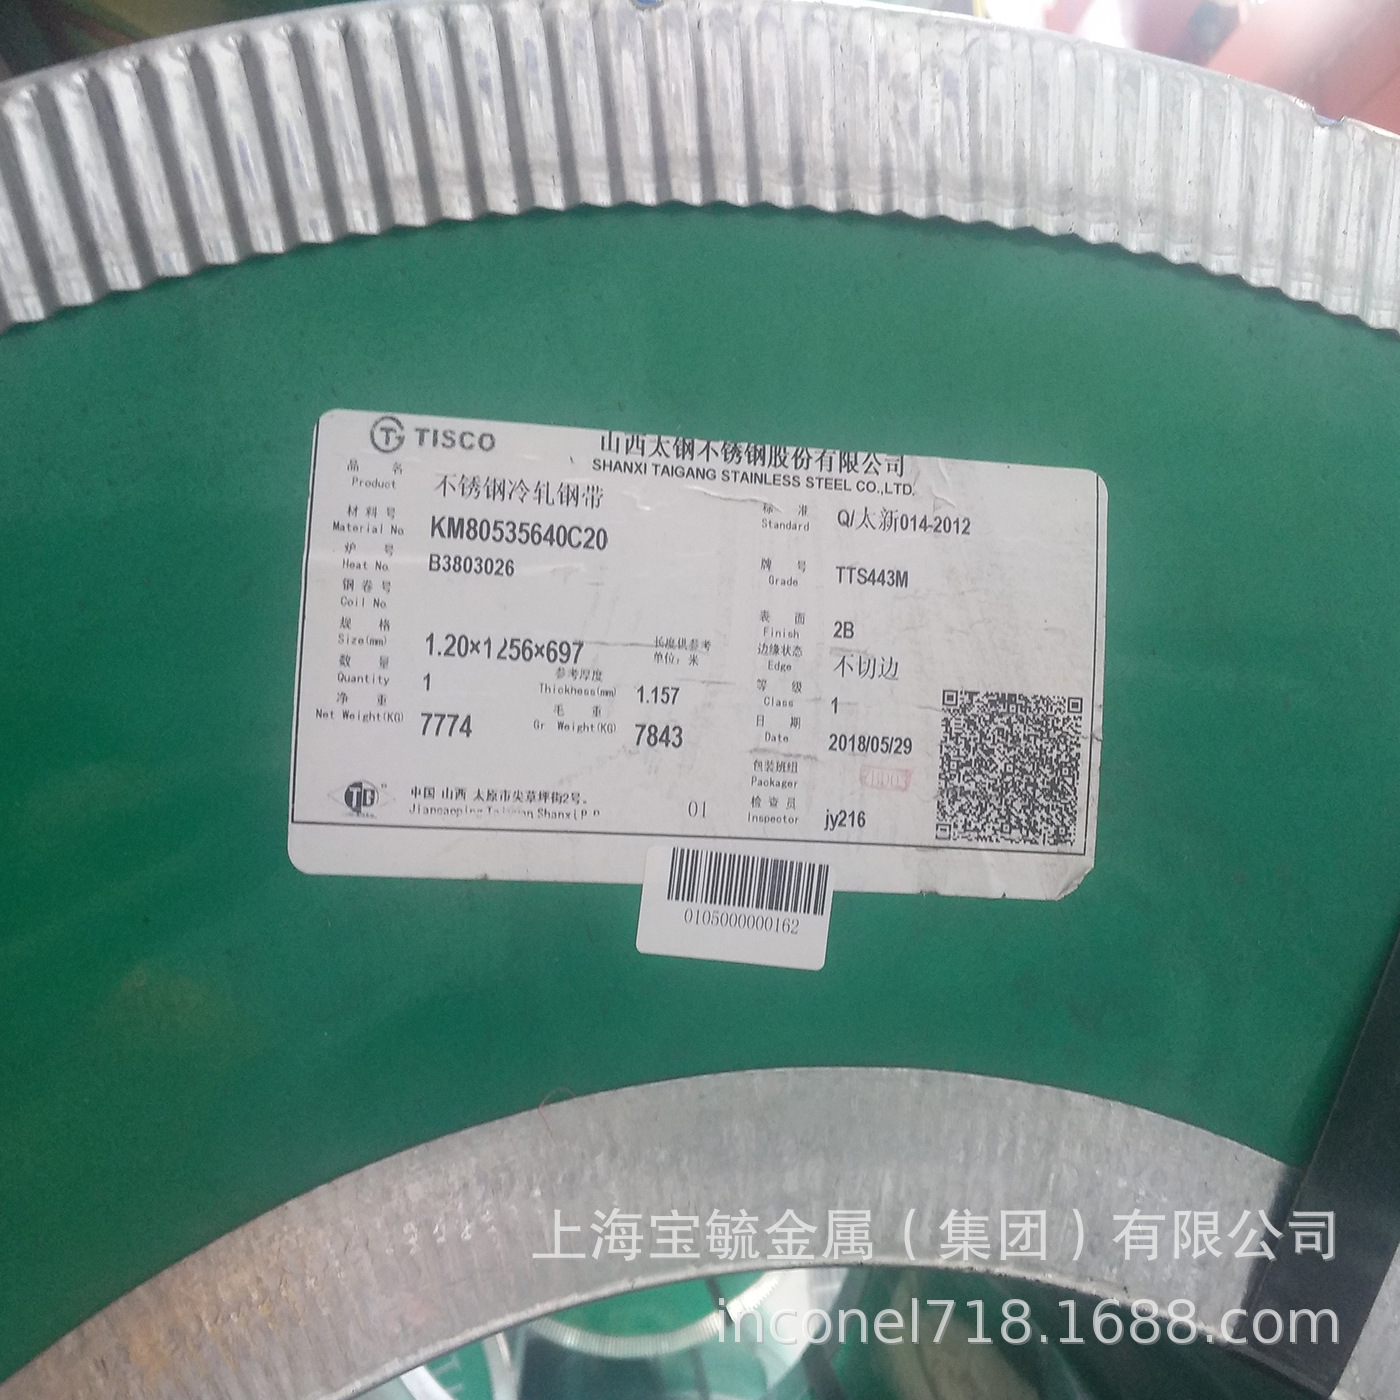 TISCO
山西太钢不锈钢股份有限公司
SHANXI TAIGANG STAINLESS STEEL CO.,LTD.
品 名
Product
不锈钢冷轧钢带
标 准
Standard
Q/太新014-2012
材料号
Material No
KM80535640C20
炉 号
Heat No
B3803026
牌 号
Grade
TTS443M
钢卷号
Coil No
规 格
Size(mm)
1.20×1256×697
长度供参考
单位:米
表 面
Finish
2B
边缘状态
Edge
不切边
数 量
Quantity
1
参考厚度
Thickness(mm)
1.157
等 级
Class
1
净 重
Net Weight(KG)
7774
毛 重
Gr Weight(KG)
7843
日 期
Date
2018/05/29
包装班组
Packager
检查员
Inspector
jy216
中国 山西 太原市尖草坪街2号。
01
0105000000162
上海宝毓金属（集团）有限公司
inconel718.1688.com